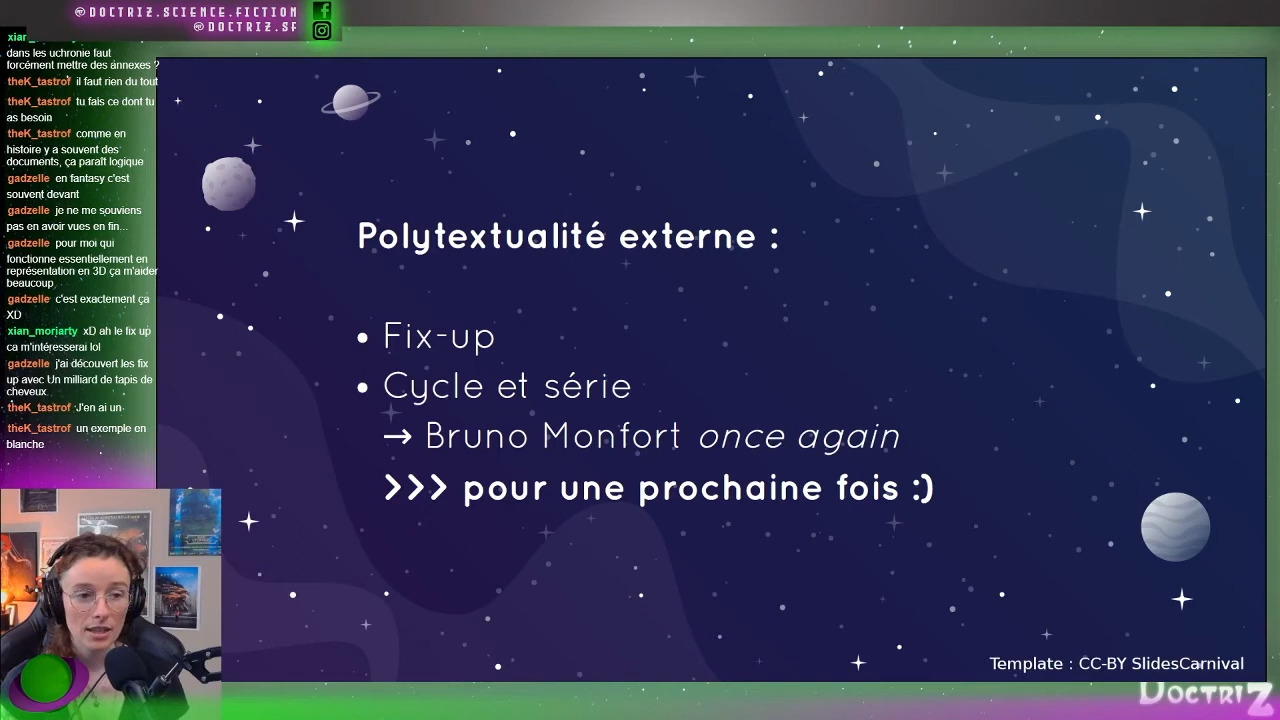 @DOCTRIZ.SCIENCE.FICTION
@DOCTRIZ.SF
dans les uchronie faut
forcément mettre des annexes ?
theK_tastrof il faut rien du tout
theK_tastrof tu fais ce dont tu
as besoin
theK_tastrof comme en
histoire y a souvent des
documents, ça paraît logique
gadzelle en fantasy c'est
souvent devant
gadzelle je ne me souviens
pas en avoir vues en fin...
gadzelle pour moi qui
fonctionne essentiellement en
représentation en 3D ça m'aider
beaucoup
gadzelle c'est exactement ça
XD
xian_moriarty xD ah le fix up
ca m'intéresserai lol
gadzelle j'ai découvert les fix
up avec Un milliard de tapis de
cheveux
theK_tastrof J'en ai un
theK_tastrof un exemple en
blanche
Polytextualité externe :
• Fix-up
• Cycle et série
→ Bruno Monfort once again
>>> pour une prochaine fois :)
Template : CC-BY SlidesCarnival
DOCTRIZ